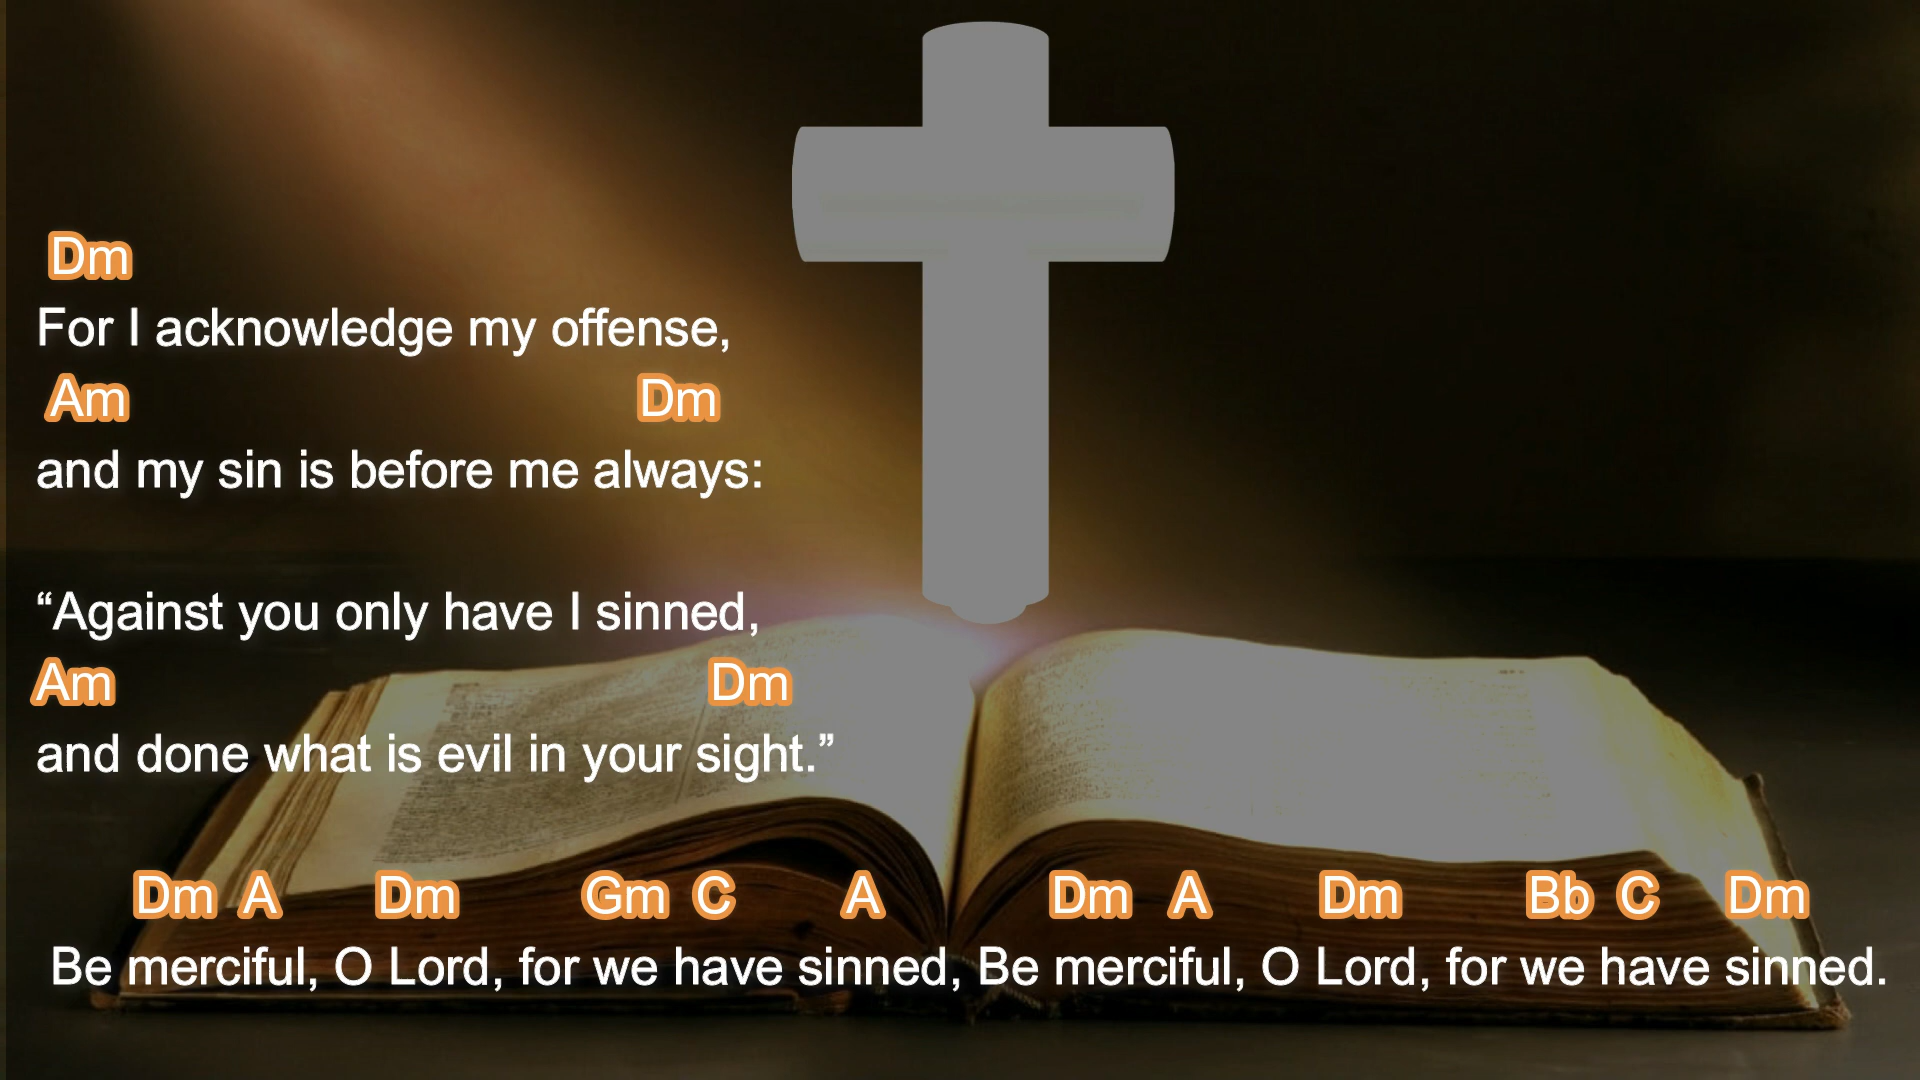 Dm
For I acknowledge my offense,
Am Dm
and my sin is before me always:
“Against you only have I sinned,
Am Dm
and done what is evil in your sight.”
Dm A Dm Gm C A Dm A Dm Bb C Dm
Be merciful, O Lord, for we have sinned, Be merciful, O Lord, for we have sinned.